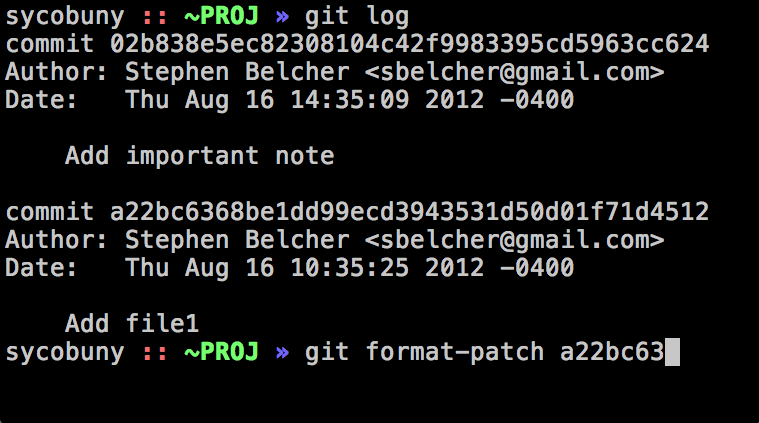 sycobuny :: ~PROJ » git log
commit 02b838e5ec82308104c42f9983395cd5963cc624
Author: Stephen Belcher <sbelcher@gmail.com>
Date:   Thu Aug 16 14:35:09 2012 -0400
    Add important note
commit a22bc6368be1dd99ecd3943531d50d01f71d4512
Author: Stephen Belcher <sbelcher@gmail.com>
Date:   Thu Aug 16 10:35:25 2012 -0400
    Add file1
sycobuny :: ~PROJ » git format-patch a22bc63